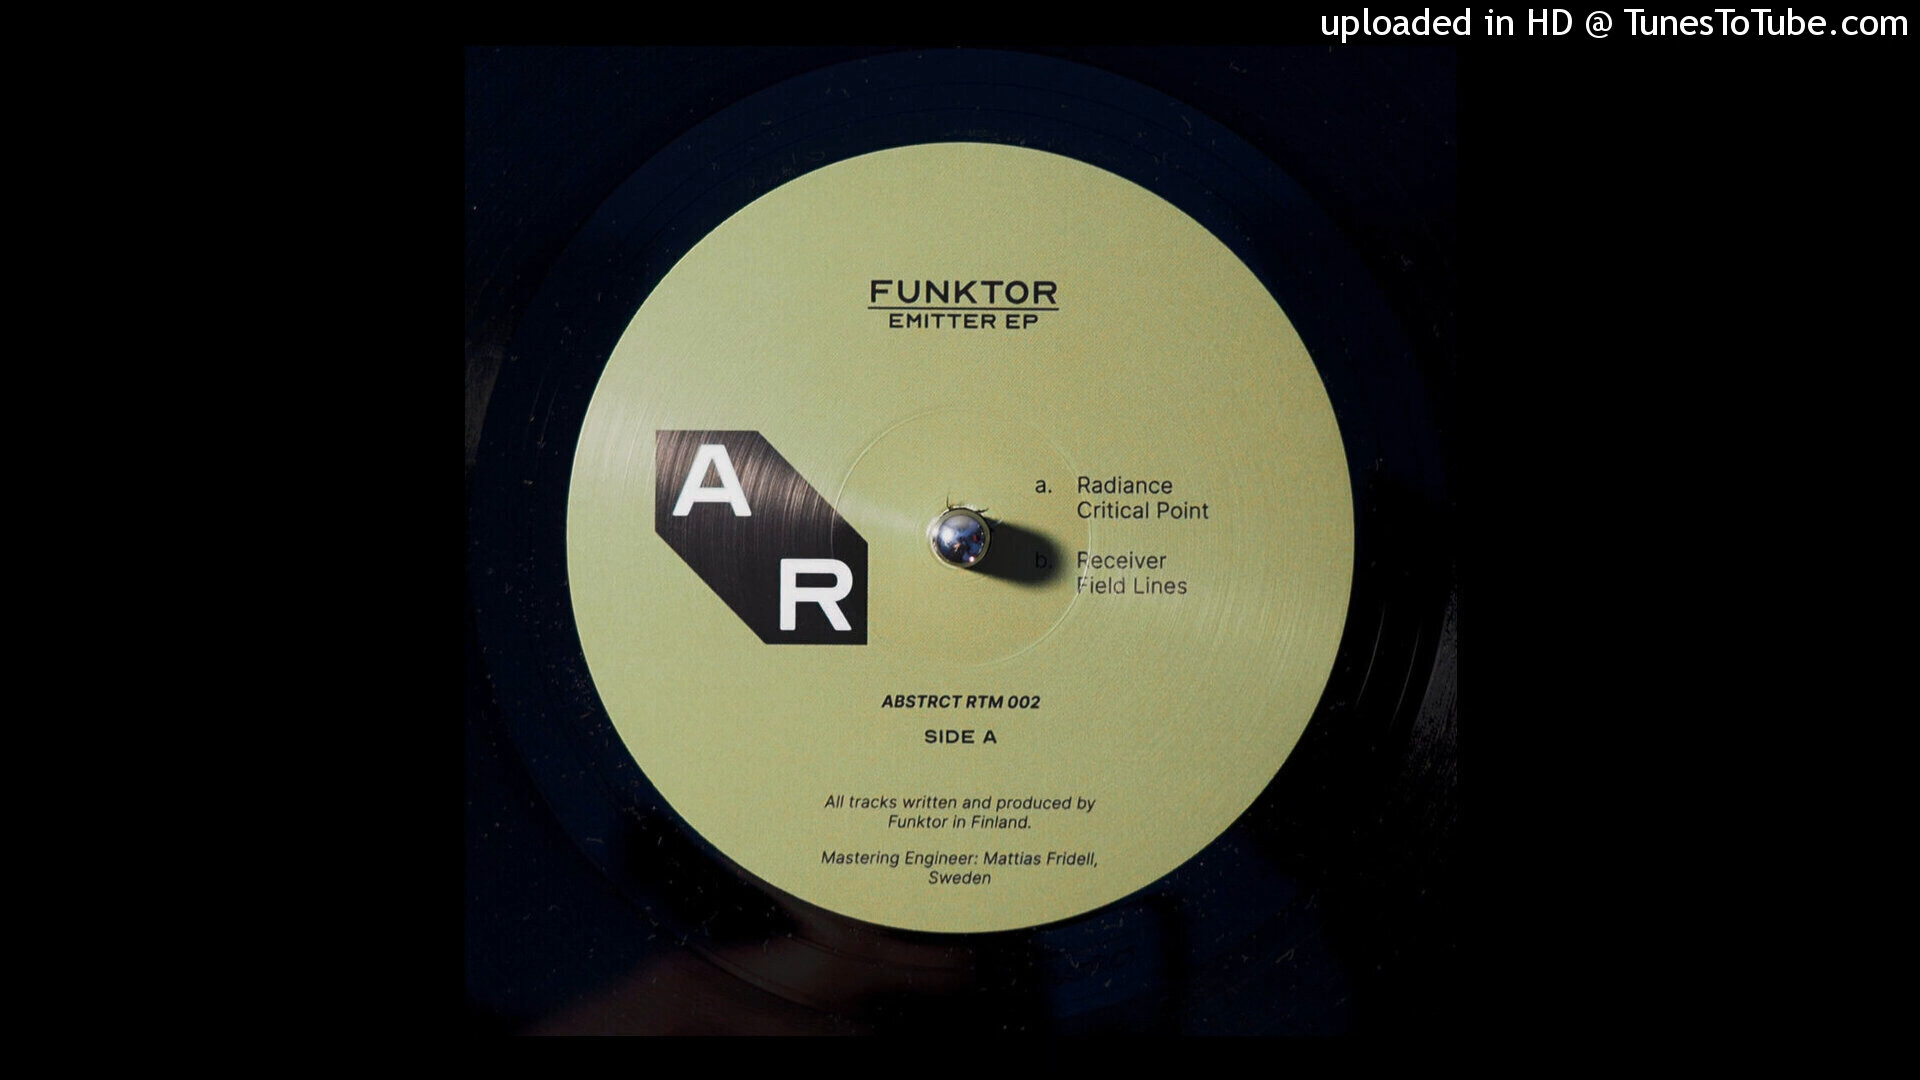 uploaded in HD @ TunesToTube.com
FUNKTOR
EMITTER EP
A
R
a. Radiance
Critical Point
b. Receiver
Field Lines
ABSTRCT RTM 002
SIDE A
All tracks written and produced by
Funktor in Finland.
Mastering Engineer: Mattias Fridell,
Sweden